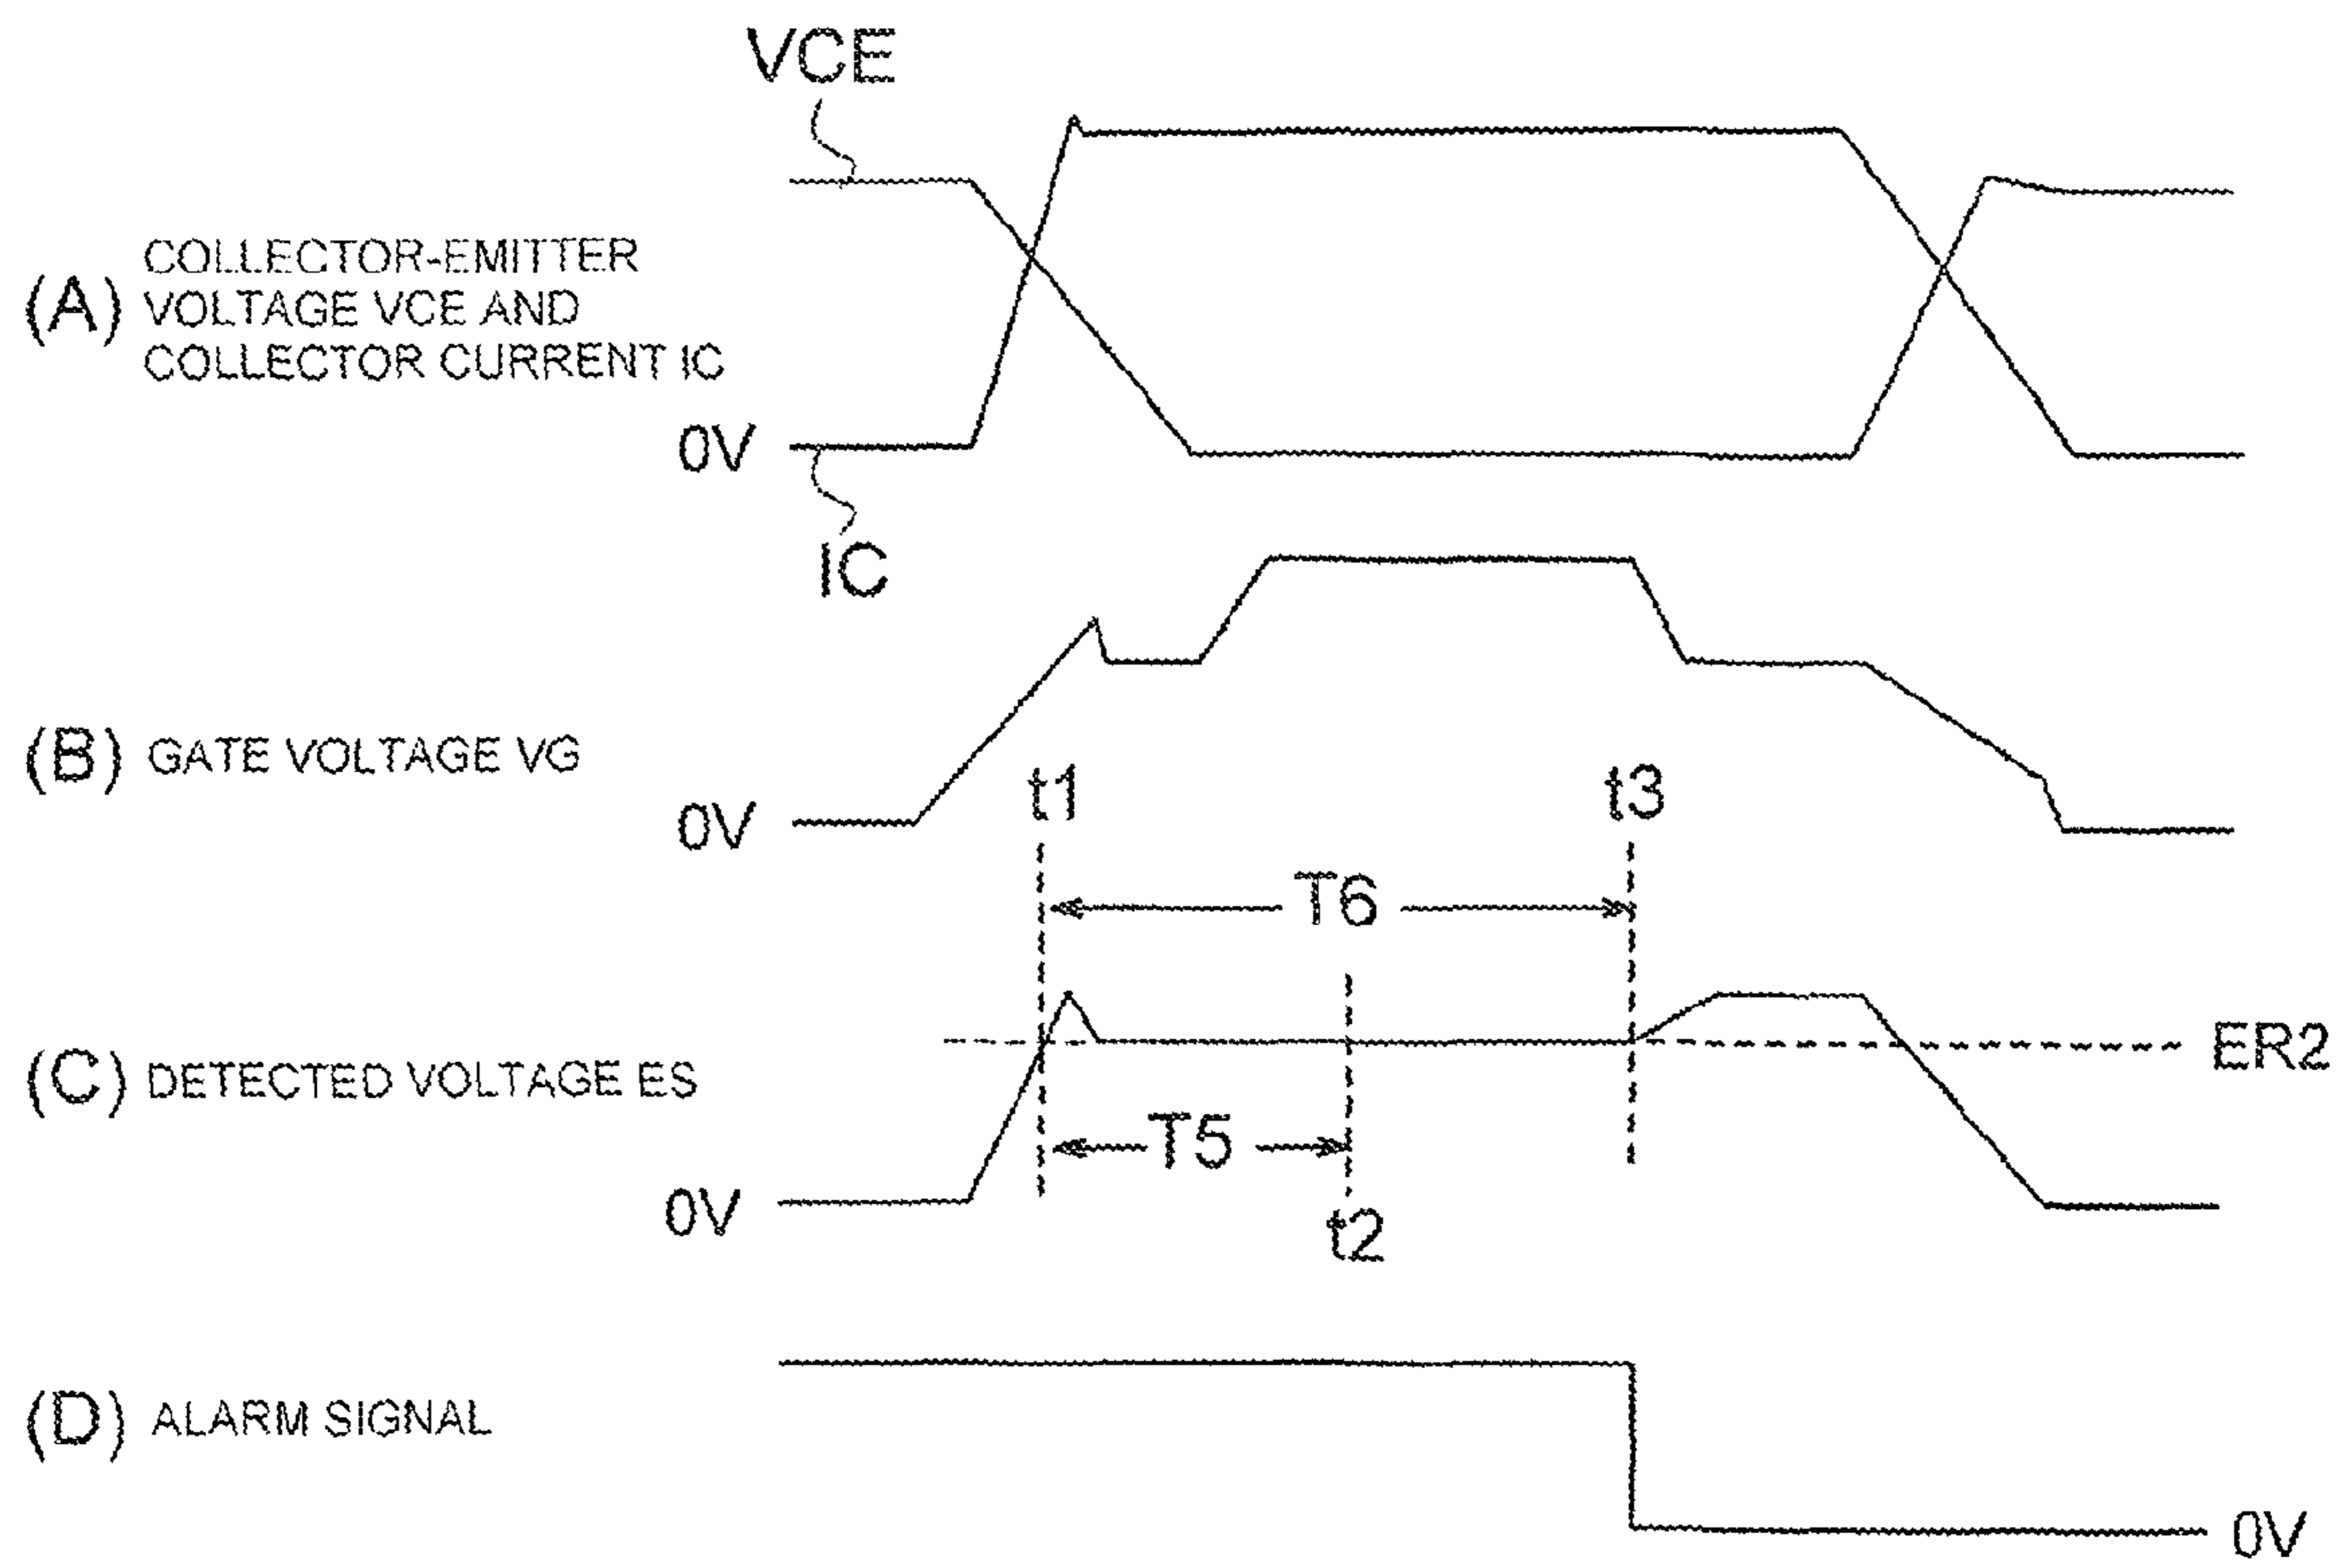 VCE
(A) COLLECTOR-EMITTER
VOLTAGE VCE AND
COLLECTOR CURRENT IC
0V
IC
(B) GATE VOLTAGE VG
0V
t1
t3
T6
(C) DETECTED VOLTAGE ES
ER2
T5
0V
t2
(D) ALARM SIGNAL
0V